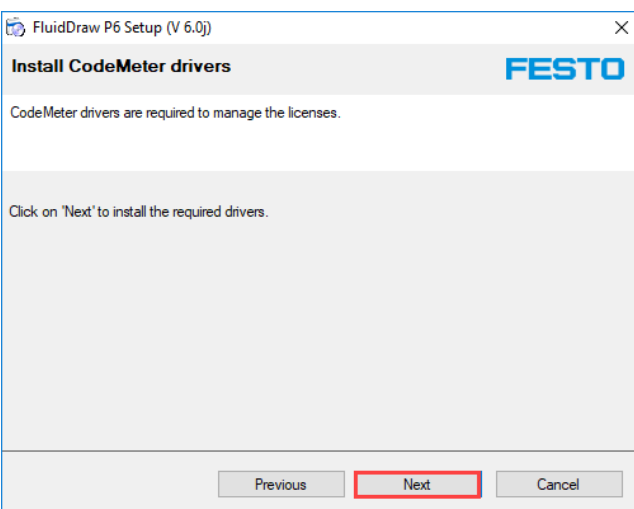 FluidDraw P6 Setup (V 6.0j)
Install CodeMeter drivers
FESTO
CodeMeter drivers are required to manage the licenses.
Click on 'Next' to install the required drivers.
Previous Next Cancel